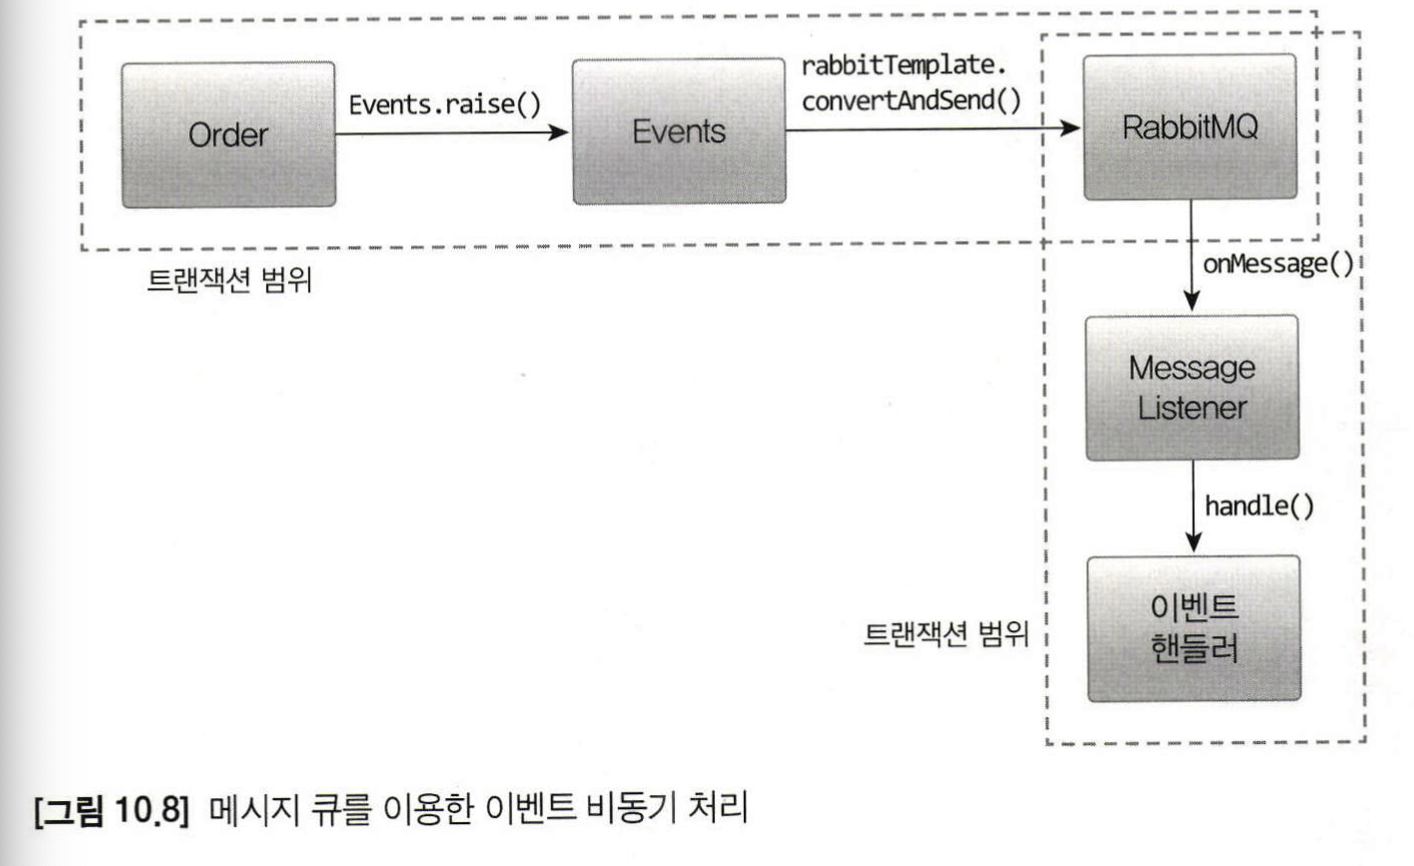 Order
Events.raise()
Events
rabbitTemplate.
convertAndSend()
RabbitMQ
트랜잭션 범위
onMessage()
Message
Listener
handle()
트랜잭션 범위
이벤트
핸들러
[그림 10.8] 메시지 큐를 이용한 이벤트 비동기 처리